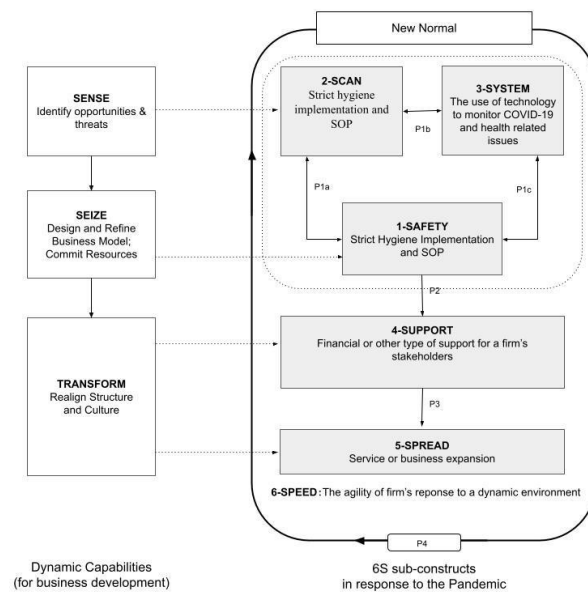 New Normal
SENSE
Identify opportunities &
threats
2-SCAN
Strict hygiene
implementation and
SOP
3-SYSTEM
The use of technology
to monitor COVID-19
and health related
issues
P1b
P1a
P1c
SEIZE
Design and Refine
Business Model;
Commit Resources
1-SAFETY
Strict Hygiene Implementation
and SOP
P2
4-SUPPORT
Financial or other type of support for a firm's
stakeholders
TRANSFORM
Realign Structure
and Culture
P3
5-SPREAD
Service or business expansion
6-SPEED: The agility of firm's reponse to a dynamic environment
P4
Dynamic Capabilities
(for business development)
6S sub-constructs
in response to the Pandemic